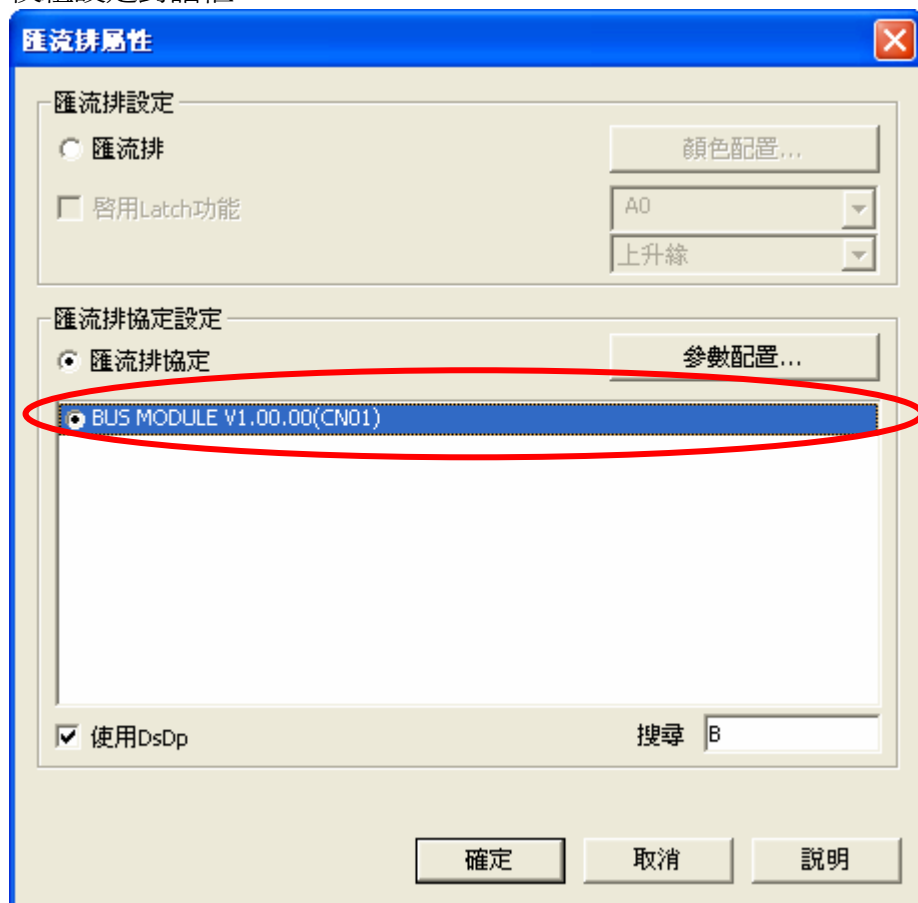 匯流排屬性
匯流排設定
匯流排
顏色配置...
啓用Latch功能
A0
上升緣
匯流排協定設定
匯流排協定
參數配置...
BUS MODULE V1.00.00(CN01)
使用DsDp
搜尋 B
確定 取消 說明